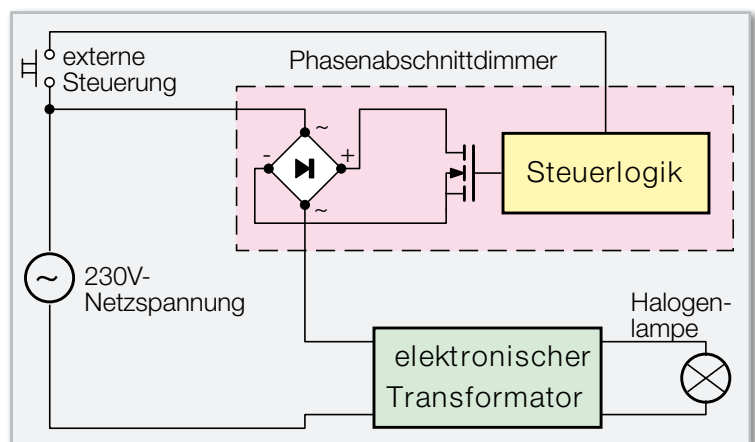 externe
Steuerung
Phasenabschnittdimmer
~
-
+
~
Steuerlogik
~
230V-
Netzspannung
Halogen-
lampe
elektronischer
Transformator